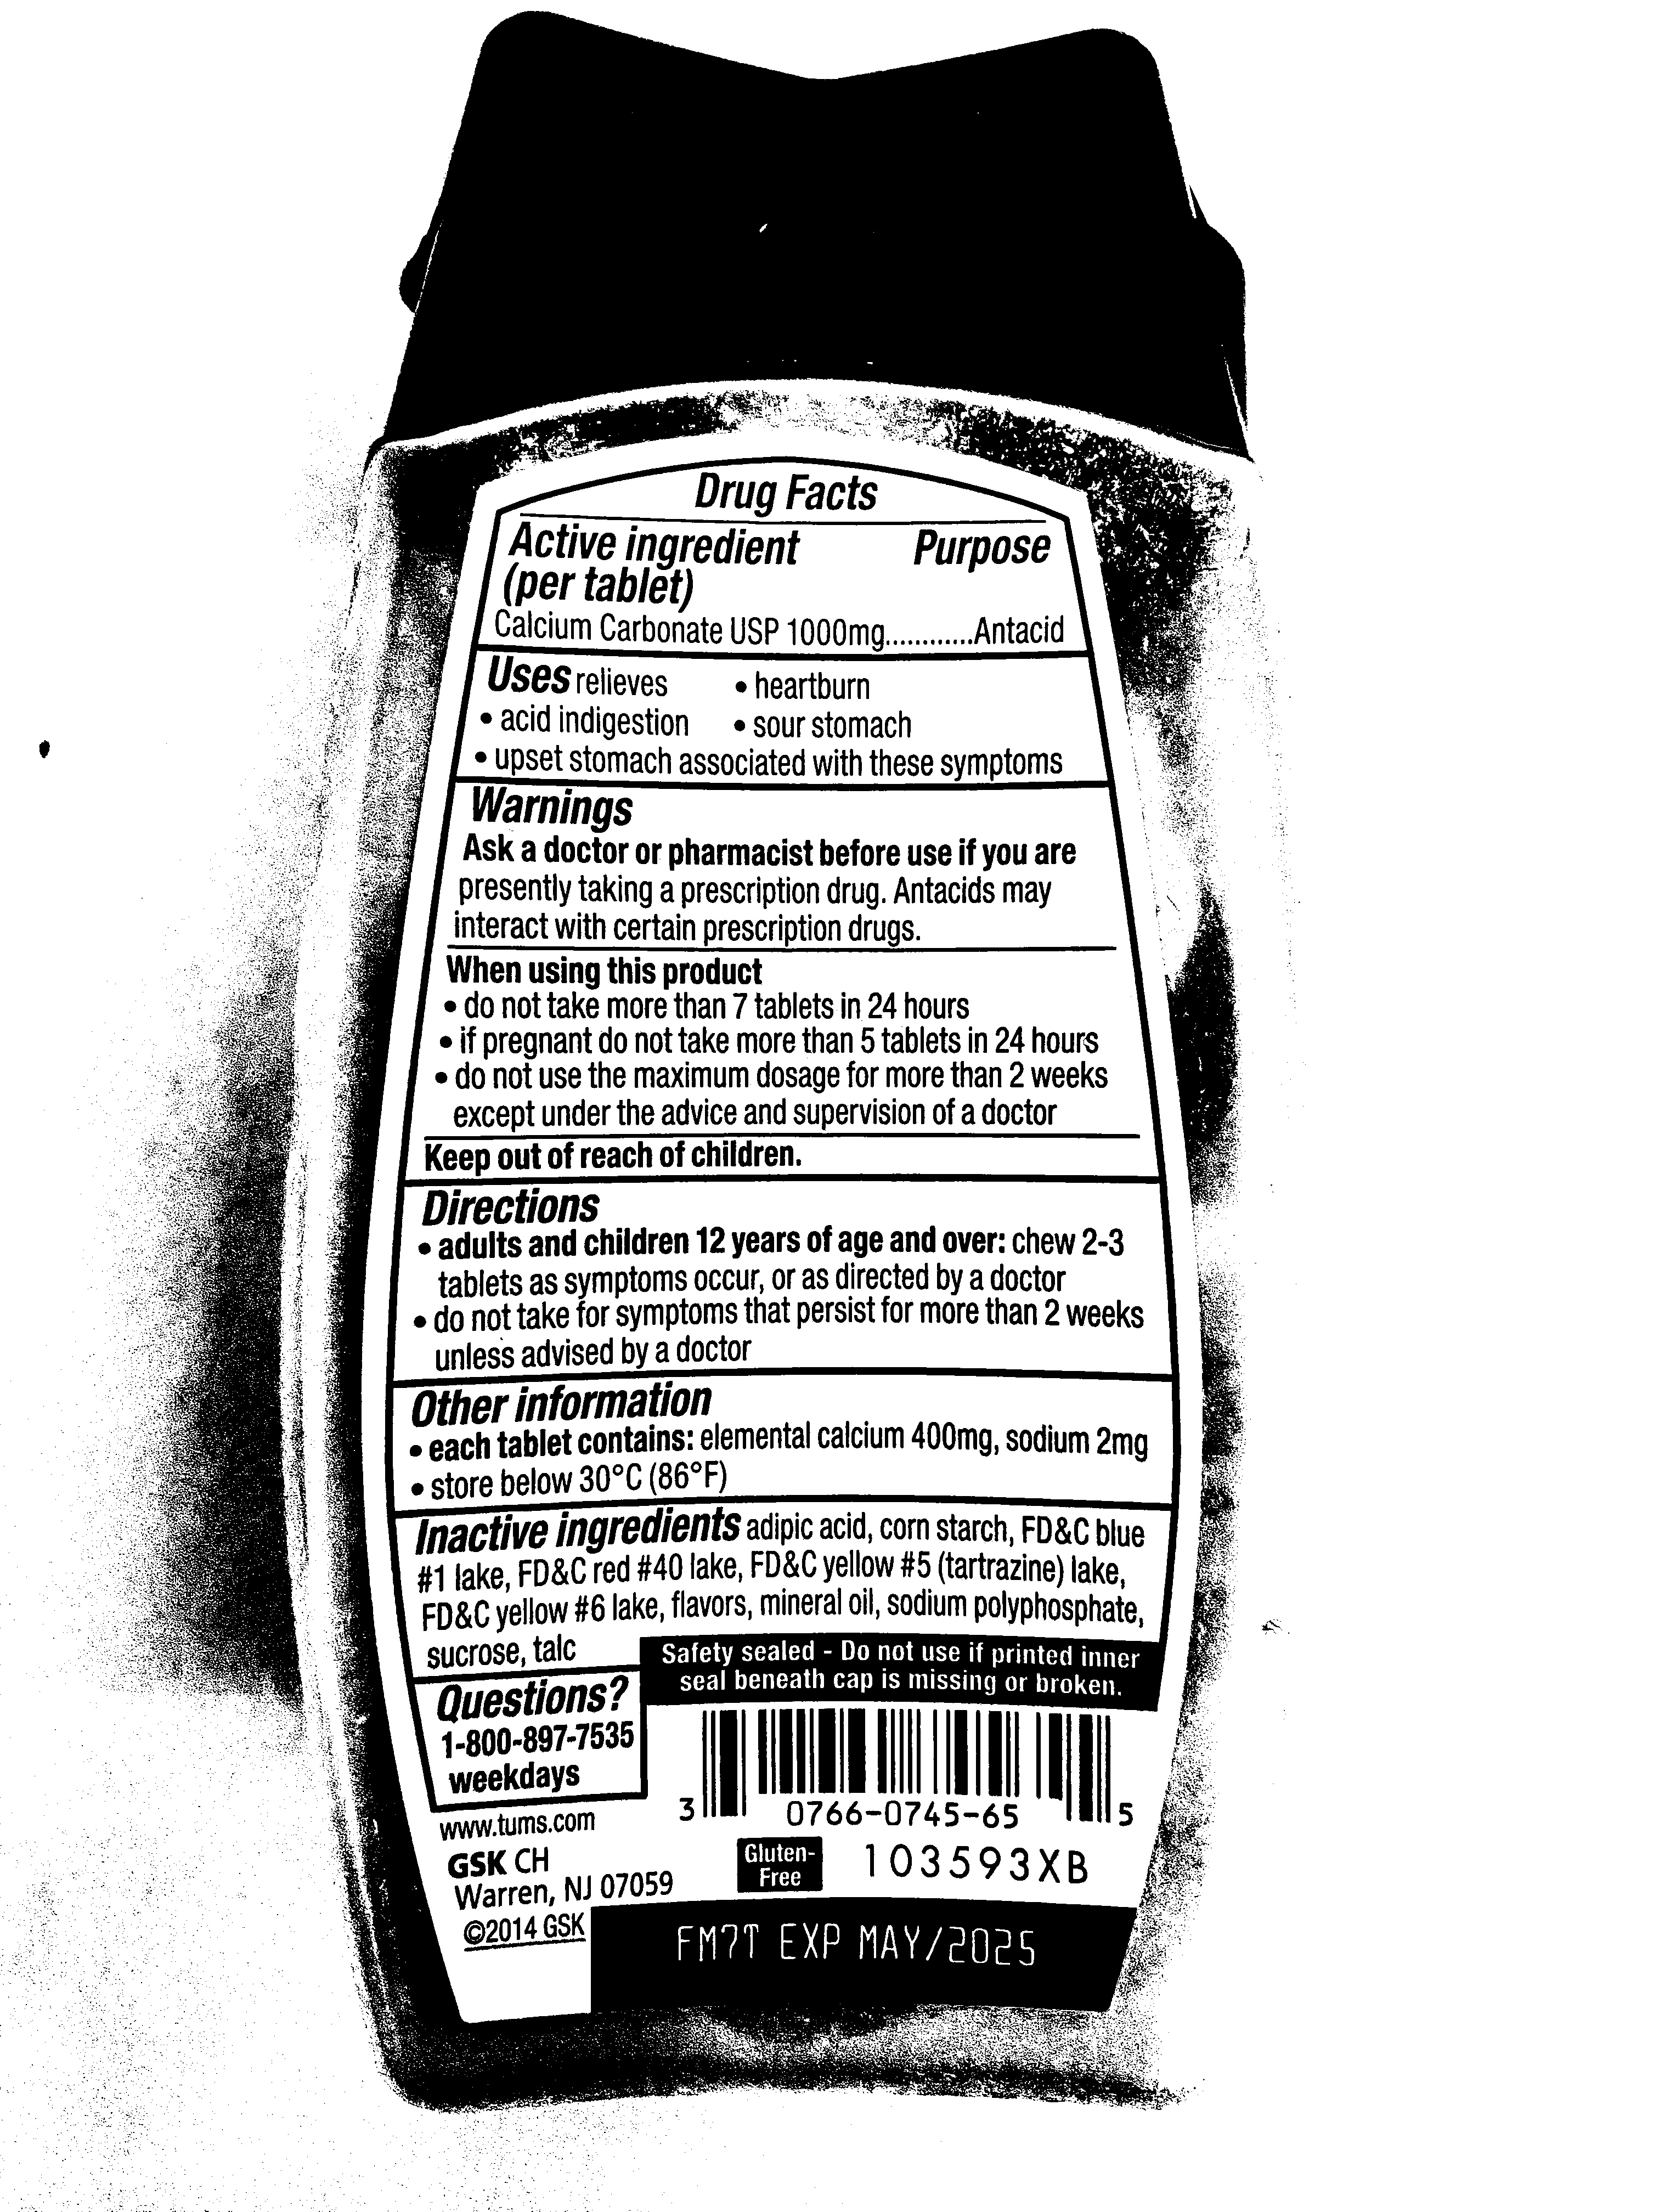 Drug Facts
Active ingredient Purpose
(per tablet)
Calcium Carbonate USP 1000mg............Antacid
Uses relieves • heartburn
• acid indigestion • sour stomach
• upset stomach associated with these symptoms
Warnings
Ask a doctor or pharmacist before use if you are
presently taking a prescription drug. Antacids may
interact with certain prescription drugs.
When using this product
• do not take more than 7 tablets in 24 hours
• if pregnant do not take more than 5 tablets in 24 hours
• do not use the maximum dosage for more than 2 weeks
except under the advice and supervision of a doctor
Keep out of reach of children.
Directions
• adults and children 12 years of age and over: chew 2-3
tablets as symptoms occur, or as directed by a doctor
• do not take for symptoms that persist for more than 2 weeks
unless advised by a doctor
Other information
• each tablet contains: elemental calcium 400mg, sodium 2mg
• store below 30°C (86°F)
Inactive ingredients adipic acid, corn starch, FD&C blue
#1 lake, FD&C red #40 lake, FD&C yellow #5 (tartrazine) lake,
FD&C yellow #6 lake, flavors, mineral oil, sodium polyphosphate,
sucrose, talc
Safety sealed - Do not use if printed inner
seal beneath cap is missing or broken.
Questions?
1-800-897-7535
weekdays
3 0766-0745-65 5
www.tums.com
GSK CH
Warren, NJ 07059
©2014 GSK
Gluten-
Free
103593XB
FM7T EXP MAY/2025